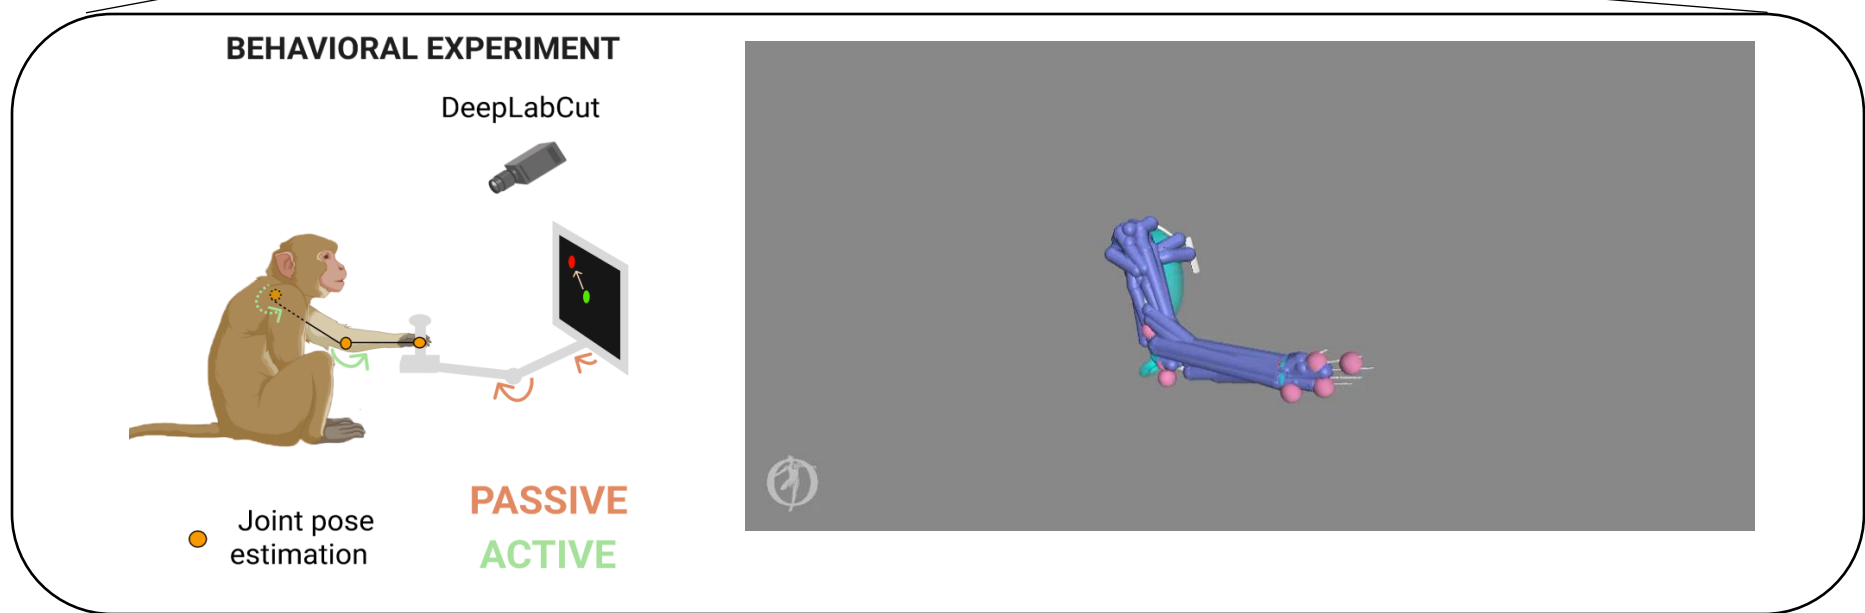 BEHAVIORAL EXPERIMENT
DeepLabCut
Joint pose
estimation
PASSIVE
ACTIVE